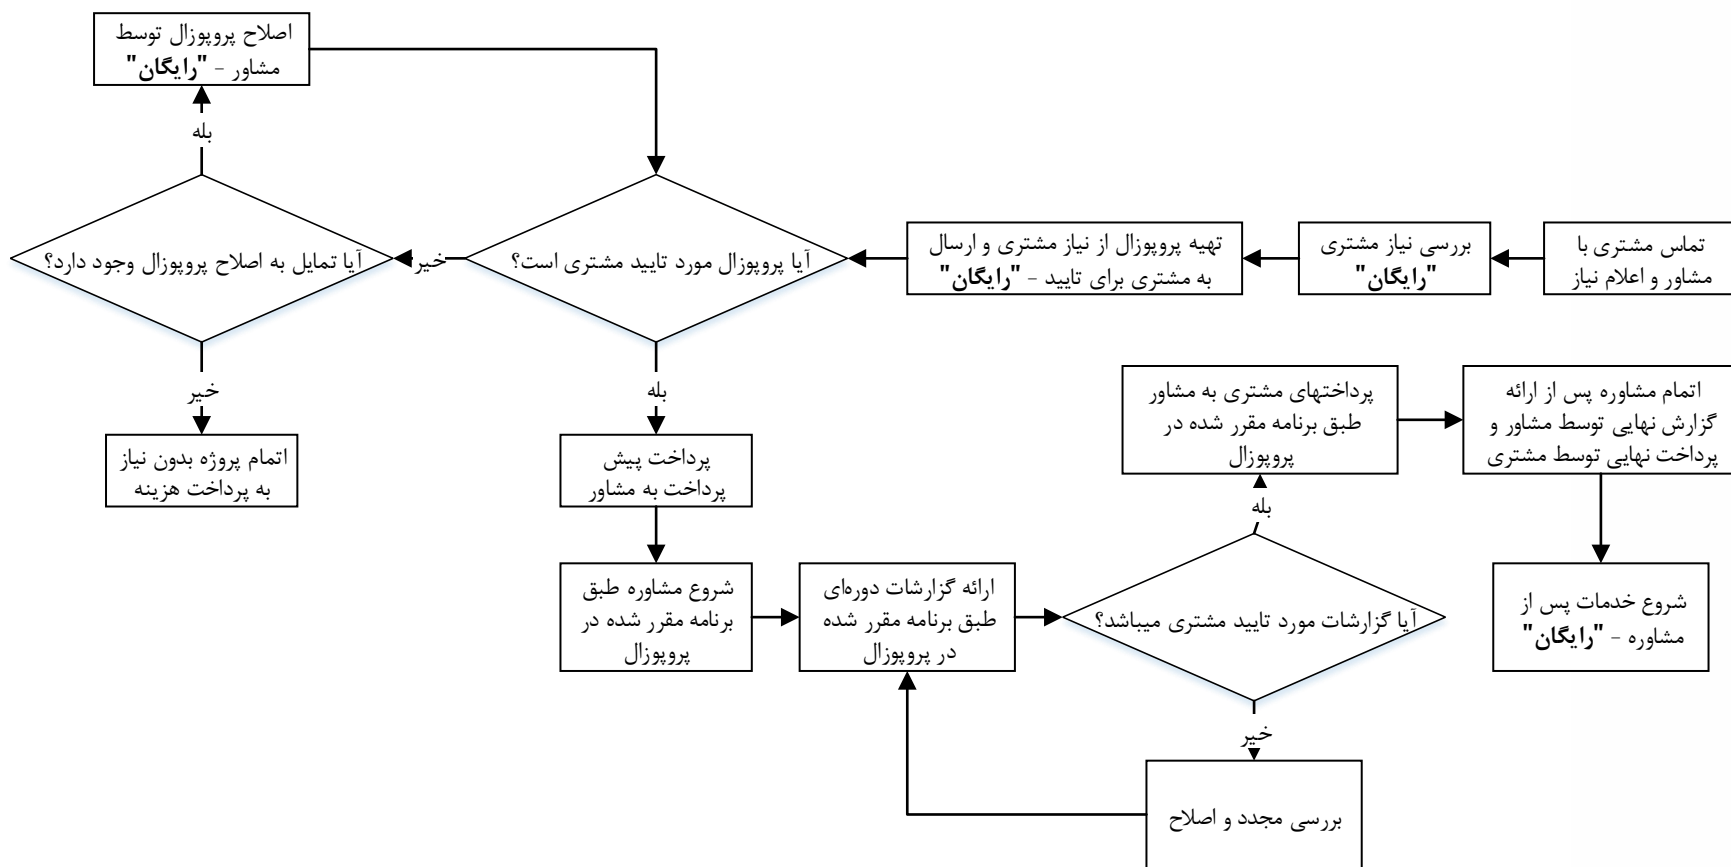 تماس مشتری با
مشاور و اعلام نیاز
بررسی نیاز مشتری
"رایگان"
تهیه پروپوزال از نیاز مشتری و ارسال
به مشتری برای تایید - "رایگان"
آیا پروپوزال مورد تایید مشتری است؟
خیر
آیا تمایل به اصلاح پروپوزال وجود دارد؟
بله
اصلاح پروپوزال توسط
مشاور - "رایگان"
خیر
اتمام پروژه بدون نیاز
به پرداخت هزینه
بله
پرداخت پیش
پرداخت به مشاور
شروع مشاوره طبق
برنامه مقرر شده در
پروپوزال
ارائه گزارشات دوره‌ای
طبق برنامه مقرر شده
در پروپوزال
آیا گزارشات مورد تایید مشتری میباشد؟
خیر
بررسی مجدد و اصلاح
بله
پرداختهای مشتری به مشاور
طبق برنامه مقرر شده در
پروپوزال
اتمام مشاوره پس از ارائه
گزارش نهایی توسط مشاور و
پرداخت نهایی توسط مشتری
شروع خدمات پس از
مشاوره - "رایگان"